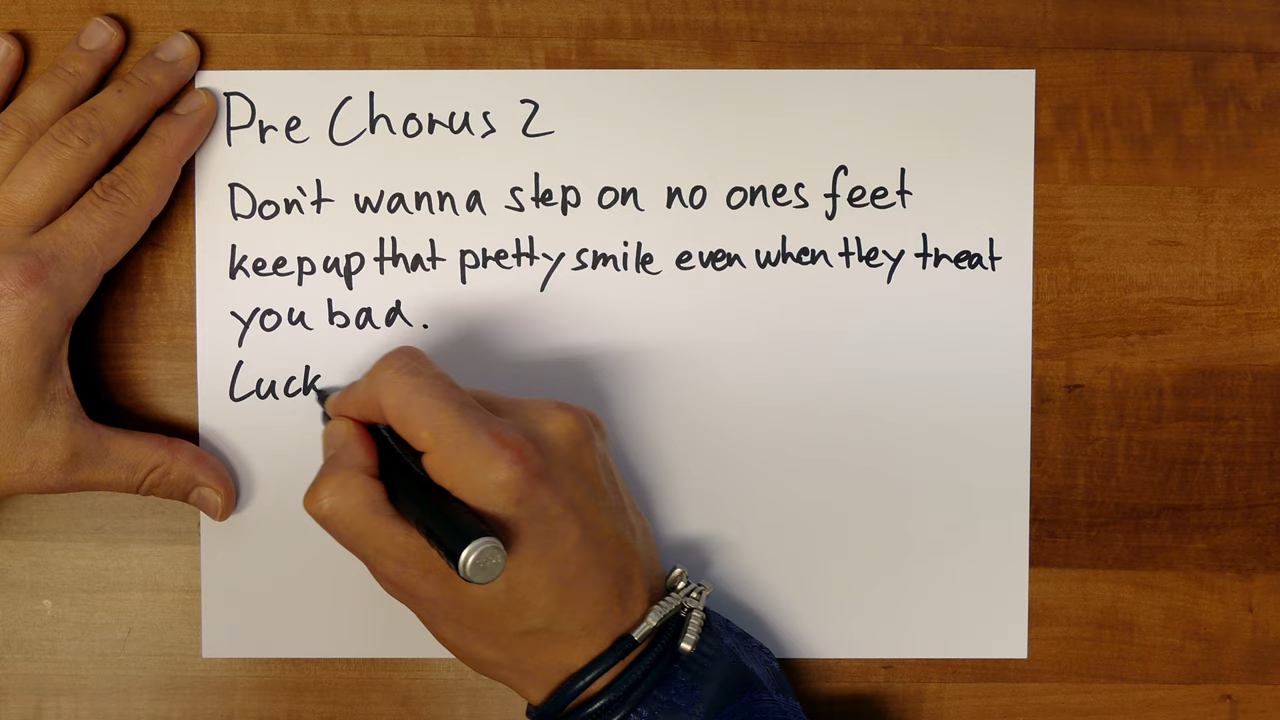 Pre Chorus 2
Don't wanna step on no ones feet
keep up that pretty smile even when they treat
you bad.
Luck